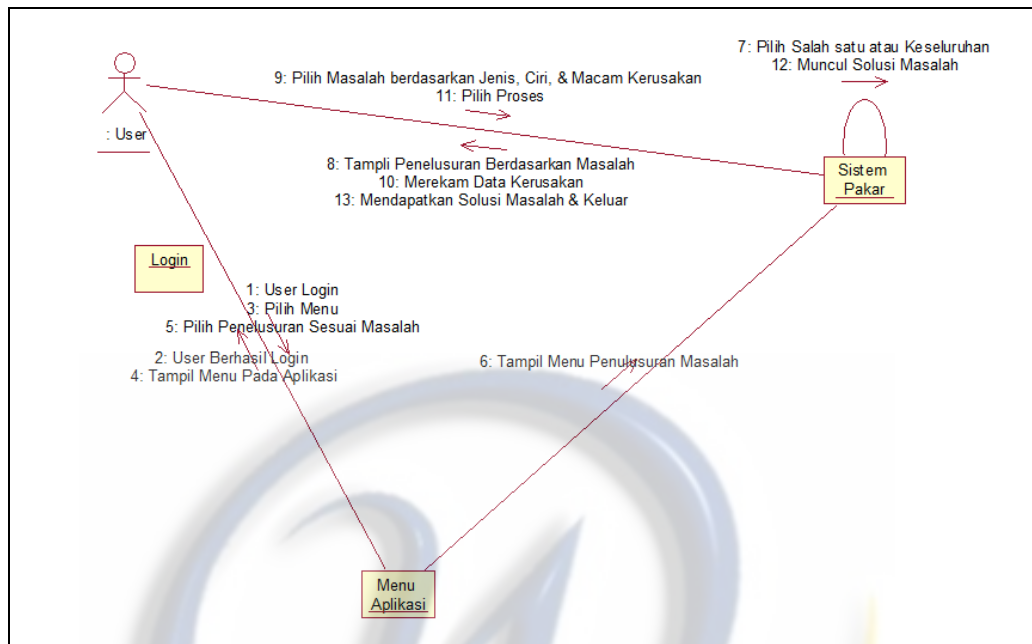 7: Pilih Salah satu atau Keseluruhan
12: Muncul Solusi Masalah
9: Pilih Masalah berdasarkan Jenis, Ciri, & Macam Kerusakan
11: Pilih Proses
: User
8: Tampli Penelusuran Berdasarkan Masalah
10: Merekam Data Kerusakan
13: Mendapatkan Solusi Masalah & Keluar
Sistem
Pakar
Login
1: User Login
3: Pilih Menu
5: Pilih Penelusuran Sesuai Masalah
2: User Berhasil Login
4: Tampil Menu Pada Aplikasi
6: Tampil Menu Penulusuran Masalah
Menu
Aplikasi